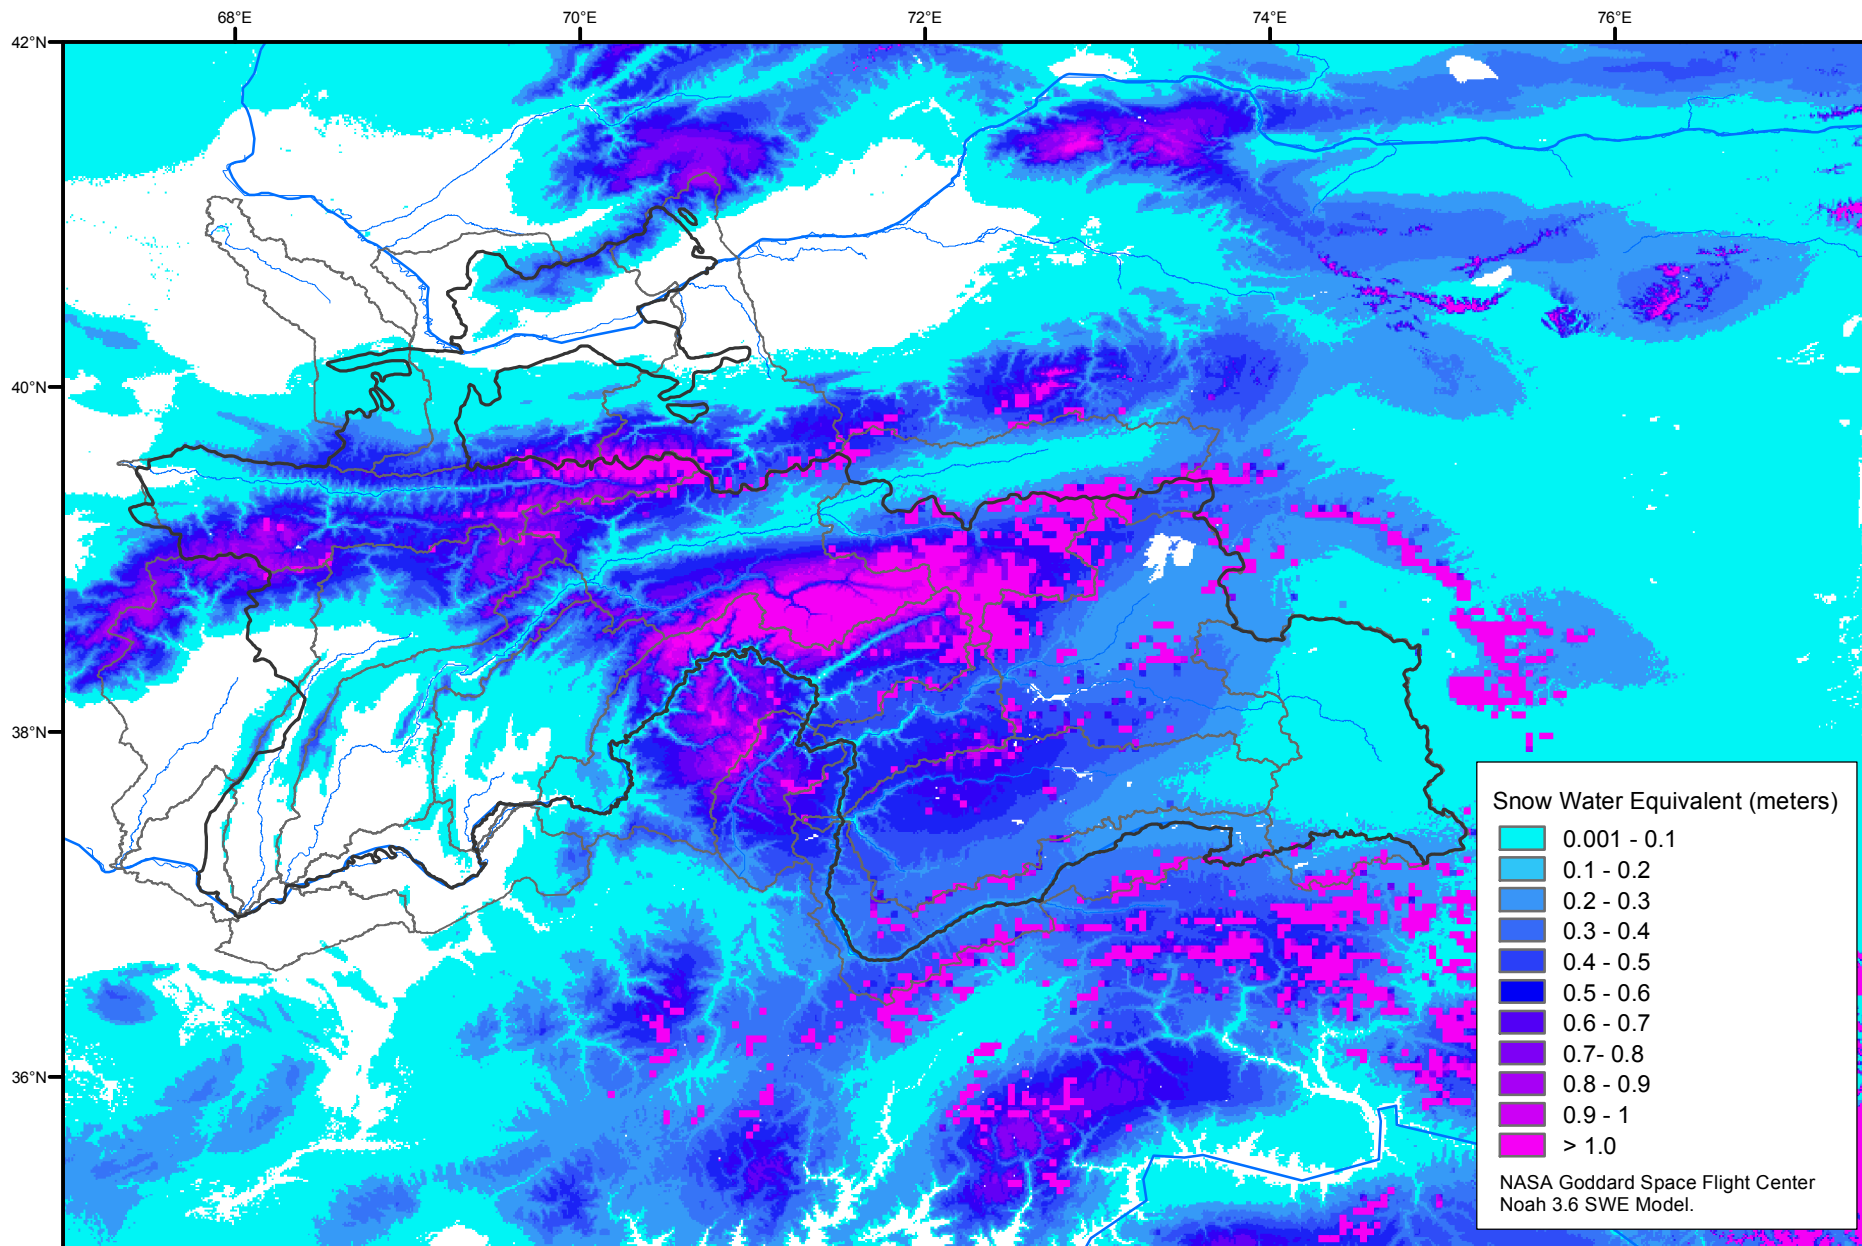 68°E 70°E 72°E 74°E 76°E
42°N
40°N
38°N
36°N
Snow Water Equivalent (meters)
0.001 - 0.1
0.1 - 0.2
0.2 - 0.3
0.3 - 0.4
0.4 - 0.5
0.5 - 0.6
0.6 - 0.7
0.7- 0.8
0.8 - 0.9
0.9 - 1
> 1.0
NASA Goddard Space Flight Center
Noah 3.6 SWE Model.